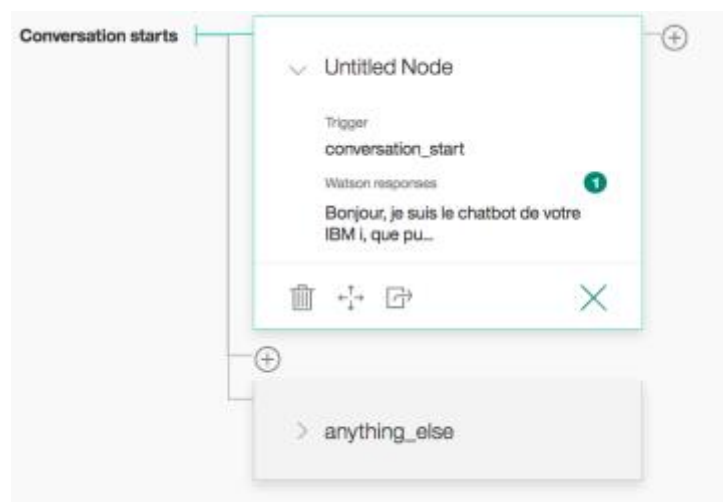 Conversation starts
Untitled Node
Trigger
conversation_start
Watson responses
1
Bonjour, je suis le chatbot de votre
IBM i, que pu...
anything_else